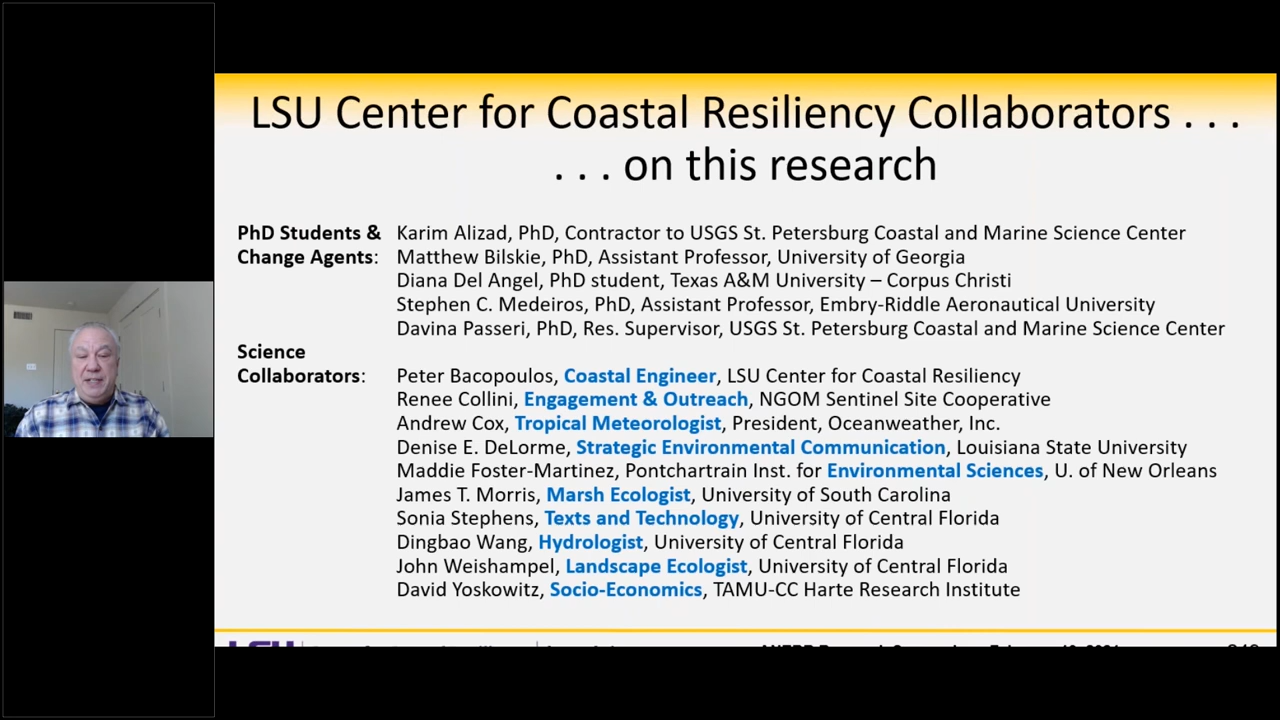 LSU Center for Coastal Resiliency Collaborators . . .
. . . on this research
PhD Students & Karim Alizad, PhD, Contractor to USGS St. Petersburg Coastal and Marine Science Center
Change Agents: Matthew Bilskie, PhD, Assistant Professor, University of Georgia
Diana Del Angel, PhD student, Texas A&M University – Corpus Christi
Stephen C. Medeiros, PhD, Assistant Professor, Embry-Riddle Aeronautical University
Davina Passeri, PhD, Res. Supervisor, USGS St. Petersburg Coastal and Marine Science Center
Science
Collaborators: Peter Bacopoulos, Coastal Engineer, LSU Center for Coastal Resiliency
Renee Collini, Engagement & Outreach, NGOM Sentinel Site Cooperative
Andrew Cox, Tropical Meteorologist, President, Oceanweather, Inc.
Denise E. DeLorme, Strategic Environmental Communication, Louisiana State University
Maddie Foster-Martinez, Pontchartrain Inst. for Environmental Sciences, U. of New Orleans
James T. Morris, Marsh Ecologist, University of South Carolina
Sonia Stephens, Texts and Technology, University of Central Florida
Dingbao Wang, Hydrologist, University of Central Florida
John Weishampel, Landscape Ecologist, University of Central Florida
David Yoskowitz, Socio-Economics, TAMU-CC Harte Research Institute
LSU